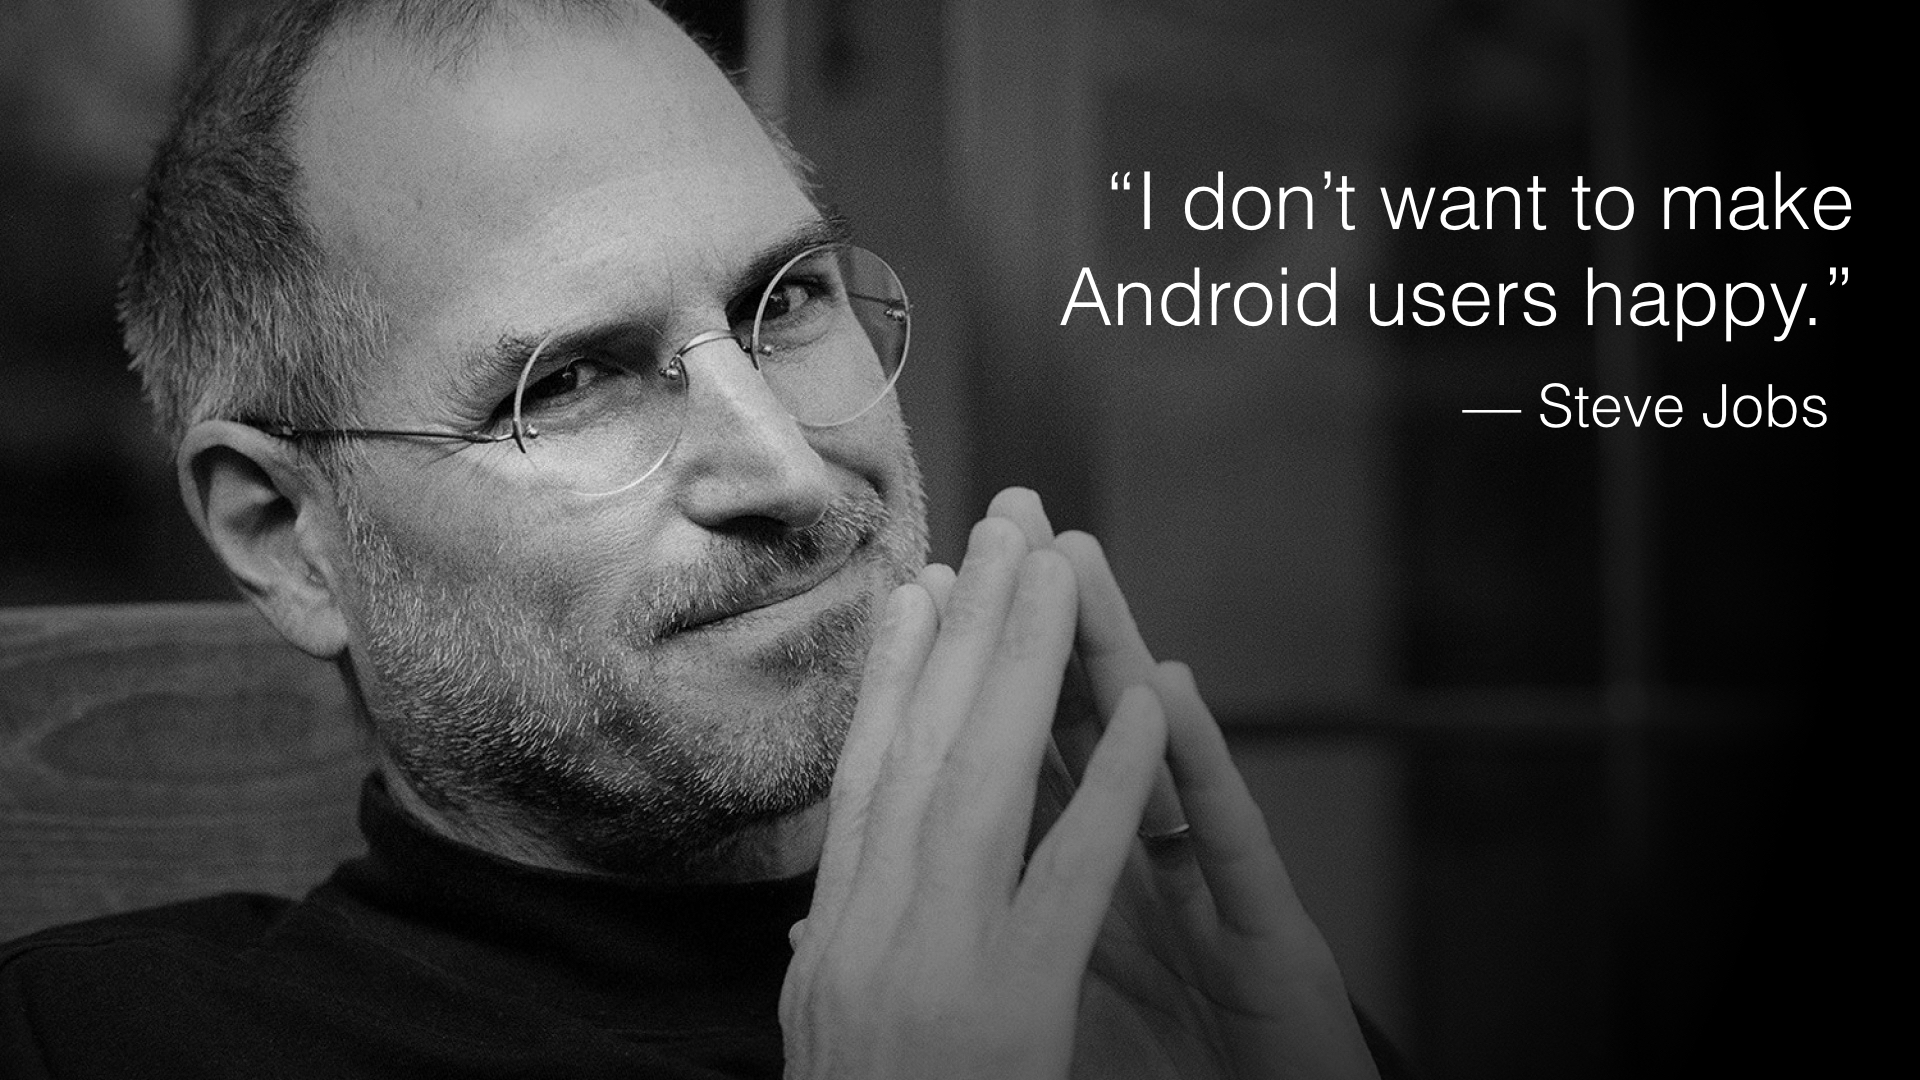 “I don’t want to make
Android users happy.”
— Steve Jobs